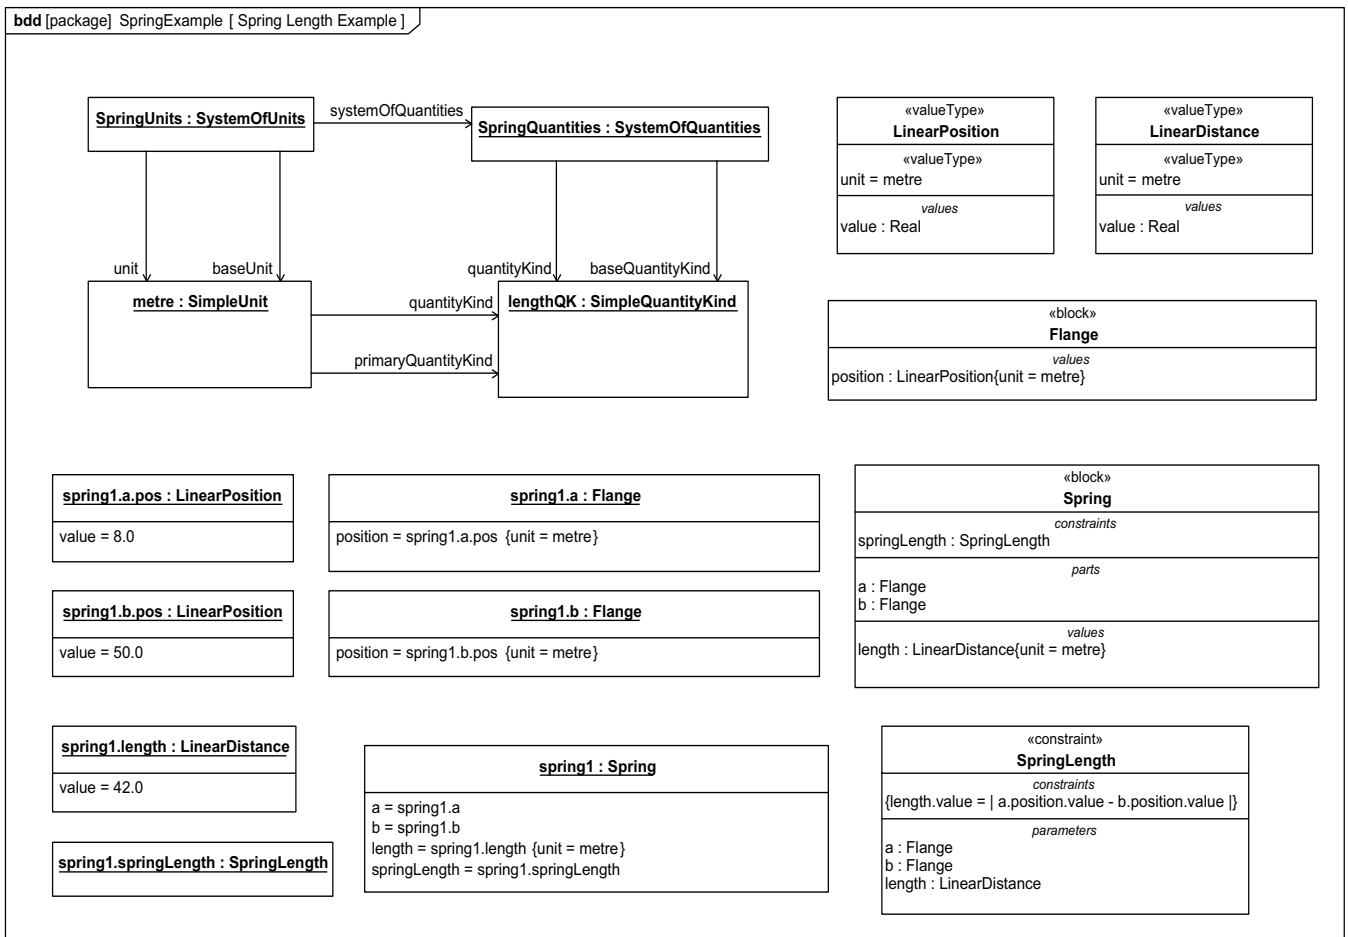 bdd [package] SpringExample [ Spring Length Example ]
SpringUnits : SystemOfUnits
systemOfQuantities
SpringQuantities : SystemOfQuantities
unit
baseUnit
quantityKind
baseQuantityKind
metre : SimpleUnit
quantityKind
primaryQuantityKind
lengthQK : SimpleQuantityKind
«valueType»
LinearPosition
«valueType»
unit = metre
values
value : Real
«valueType»
LinearDistance
«valueType»
unit = metre
values
value : Real
«block»
Flange
values
position : LinearPosition{unit = metre}
spring1.a.pos : LinearPosition
value = 8.0
spring1.a : Flange
position = spring1.a.pos {unit = metre}
spring1.b.pos : LinearPosition
value = 50.0
spring1.b : Flange
position = spring1.b.pos {unit = metre}
«block»
Spring
constraints
springLength : SpringLength
parts
a : Flange
b : Flange
values
length : LinearDistance{unit = metre}
spring1.length : LinearDistance
value = 42.0
spring1.springLength : SpringLength
spring1 : Spring
a = spring1.a
b = spring1.b
length = spring1.length {unit = metre}
springLength = spring1.springLength
«constraint»
SpringLength
constraints
{length.value = | a.position.value - b.position.value |}
parameters
a : Flange
b : Flange
length : LinearDistance